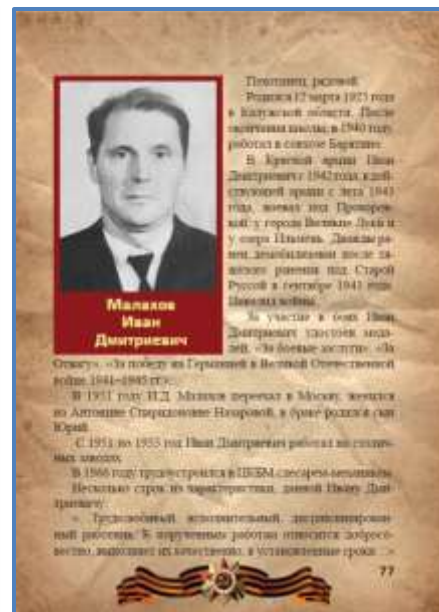 Пехотинец, рядовой.
Родился 12 марта 1923 года
в Калужской области. После
окончания школы, в 1940 году,
работал в совхозе Барятино.
В Красной армии Иван
Дмитриевич с 1942 года, в дей-
ствующей армии с лета 1943
года, воевал под Прохоров-
кой, у города Великие Луки и
у озера Ильмень. Дважды ра-
нен, демобилизован после тя-
жёлого ранения под Старой
Руссой в сентябре 1943 года.
Инвалид войны.
За участие в боях Иван
Дмитриевич удостоен меда-
лей: «За боевые заслуги», «За
Отвагу», «За победу на Германией в Великой Отечественной
войне 1941–1945 гг.».
Малахов
Иван
Дмитриевич
В 1951 году И.Д. Малахов переехал в Москву, женился
на Антонине Спиридоновне Назаровой, в браке родился сын
Юрий.
С 1951 по 1955 год Иван Дмитриевич работал на столич-
ных заводах.
В 1966 году трудоустроился в ЦКБМ слесарем-механиком.
Несколько строк из характеристики, данной Ивану Дми-
триевичу:
«Трудолюбивый, исполнительный, дисциплинирован-
ный работник. К порученным работам относится добросо-
вестно, выполняет их качественно, в установленные сроки...»
77